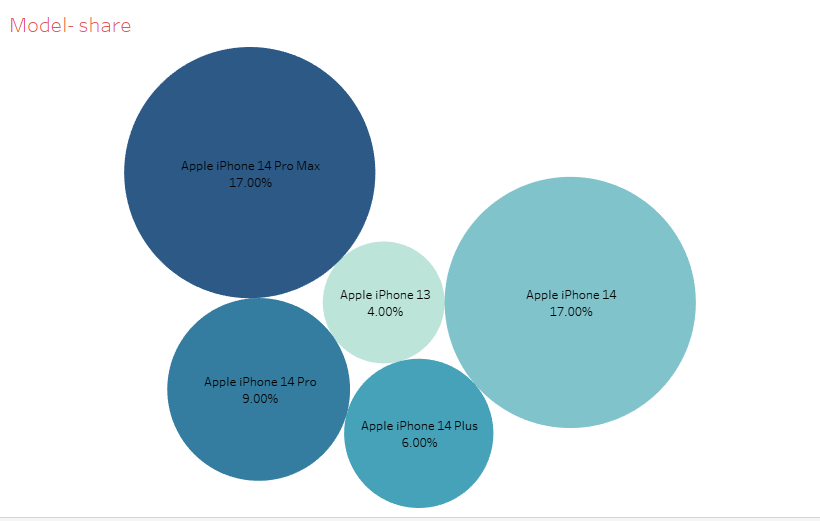 Model- share
Apple iPhone 14 Pro Max
17.00%
Apple iPhone 13
4.00%
Apple iPhone 14
17.00%
Apple iPhone 14 Pro
9.00%
Apple iPhone 14 Plus
6.00%